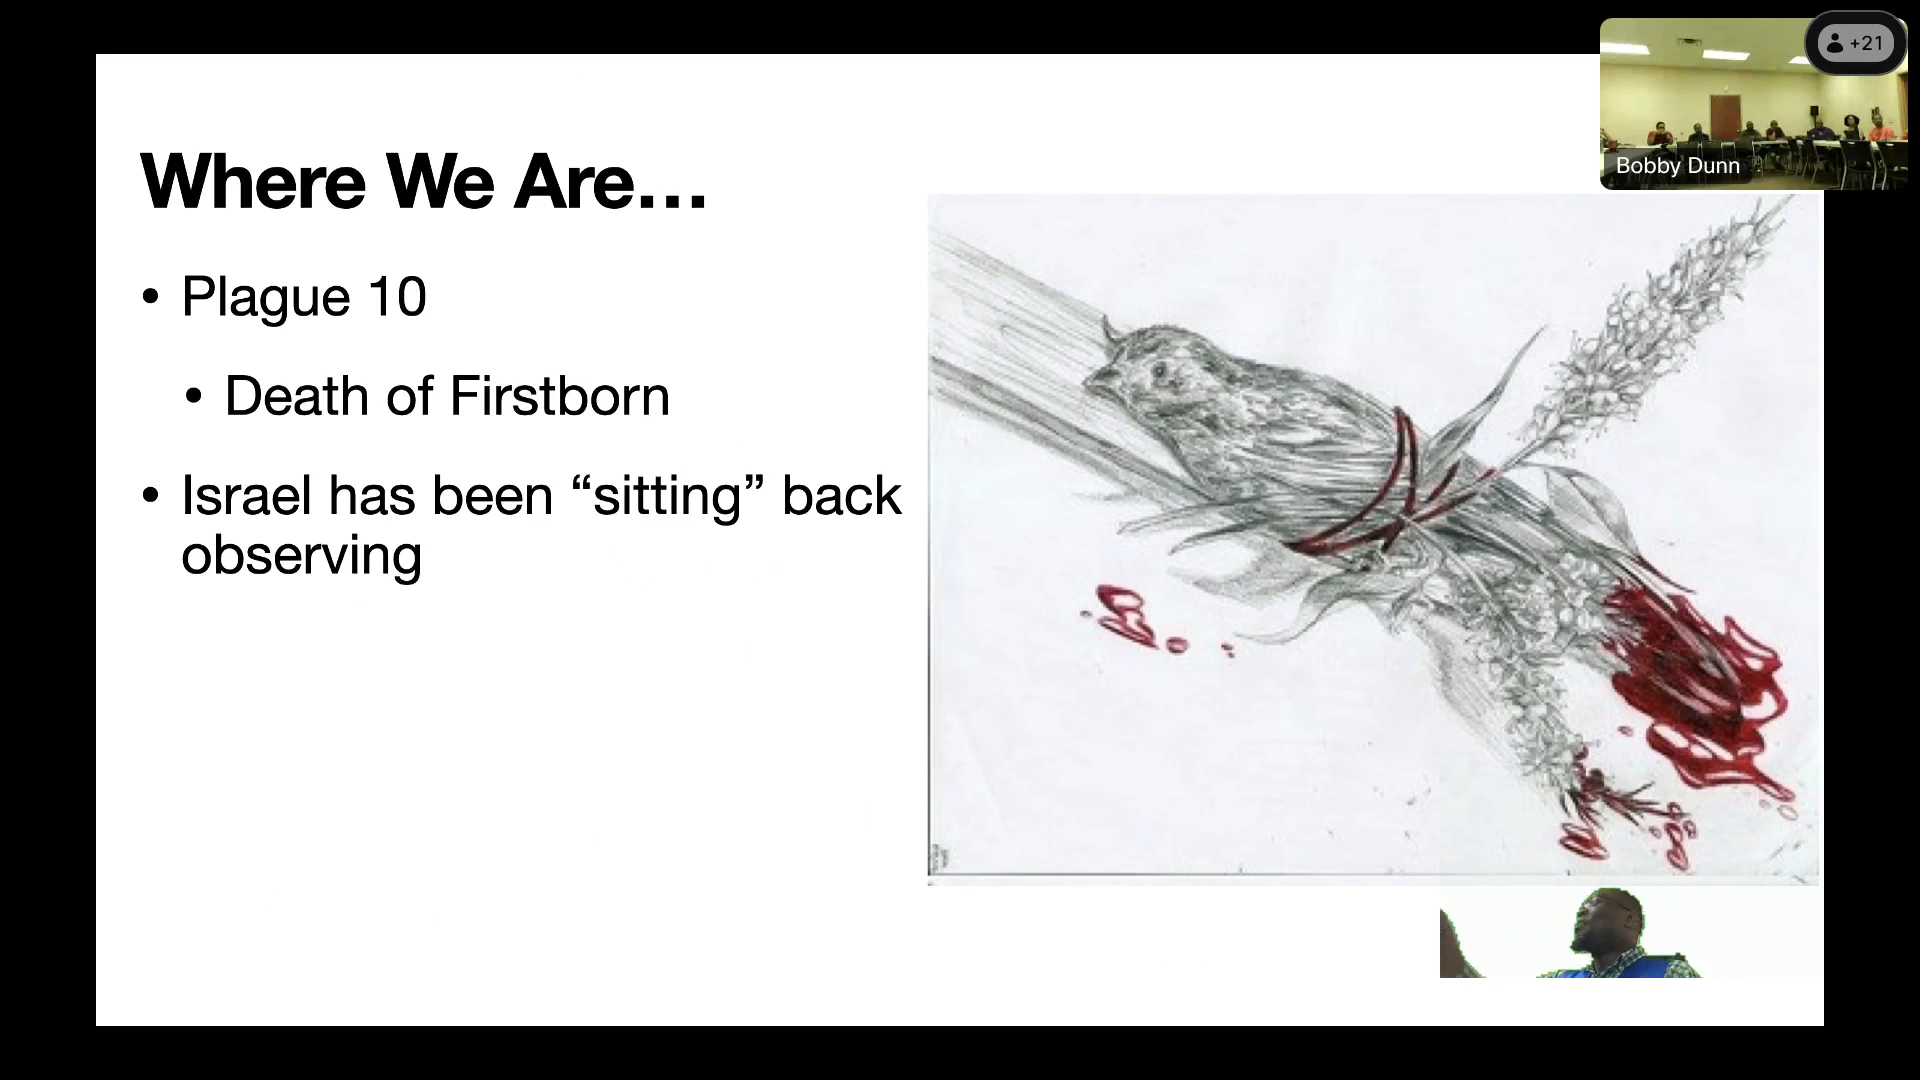 +21
Bobby Dunn
Where We Are…
• Plague 10
• Death of Firstborn
• Israel has been “sitting” back
observing